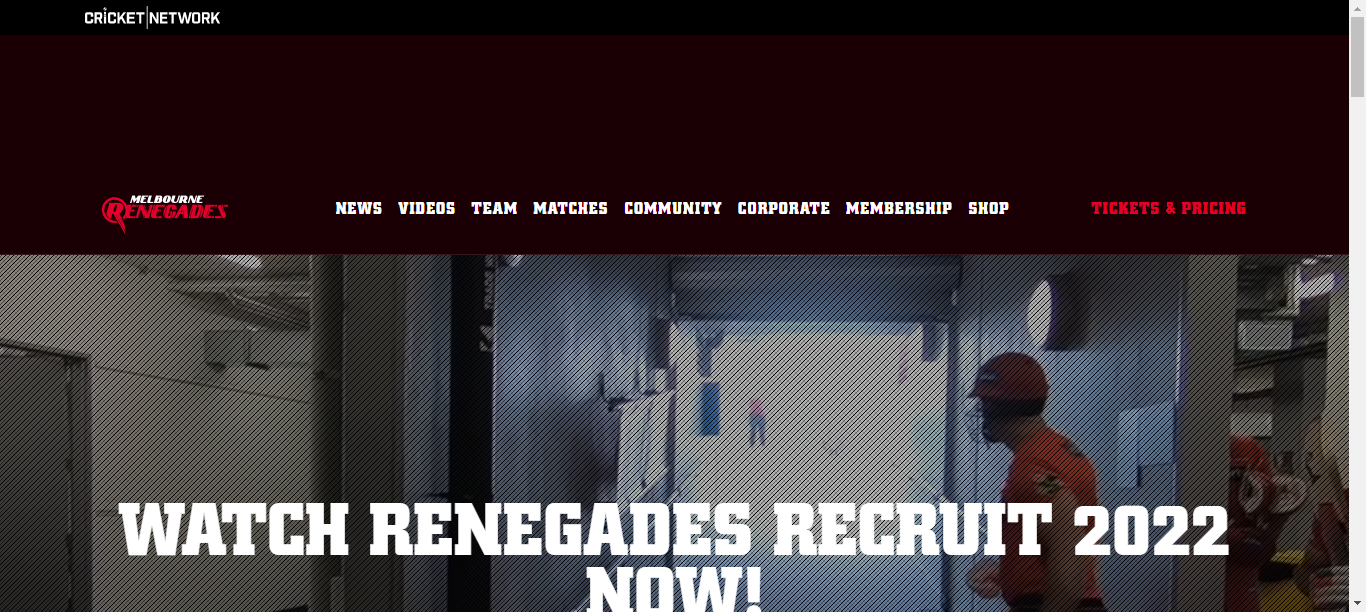 CRICKET NETWORK
MELBOURNE
RENEGADES
NEWS VIDEOS TEAM MATCHES COMMUNITY CORPORATE MEMBERSHIP SHOP
TICKETS & PRICING
WATCH RENEGADES RECRUIT 2022
NOW!